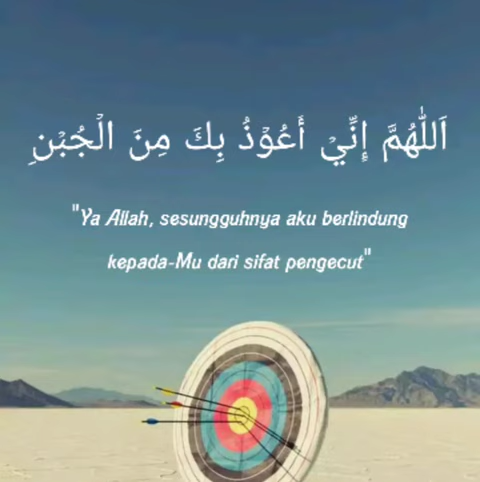 اَللّٰهُمَّ إِنِّيْ أَعُوْذُ بِكَ مِنَ الْجُبْنِ
"Ya Allah, sesungguhnya aku berlindung
kepada-Mu dari sifat pengecut"